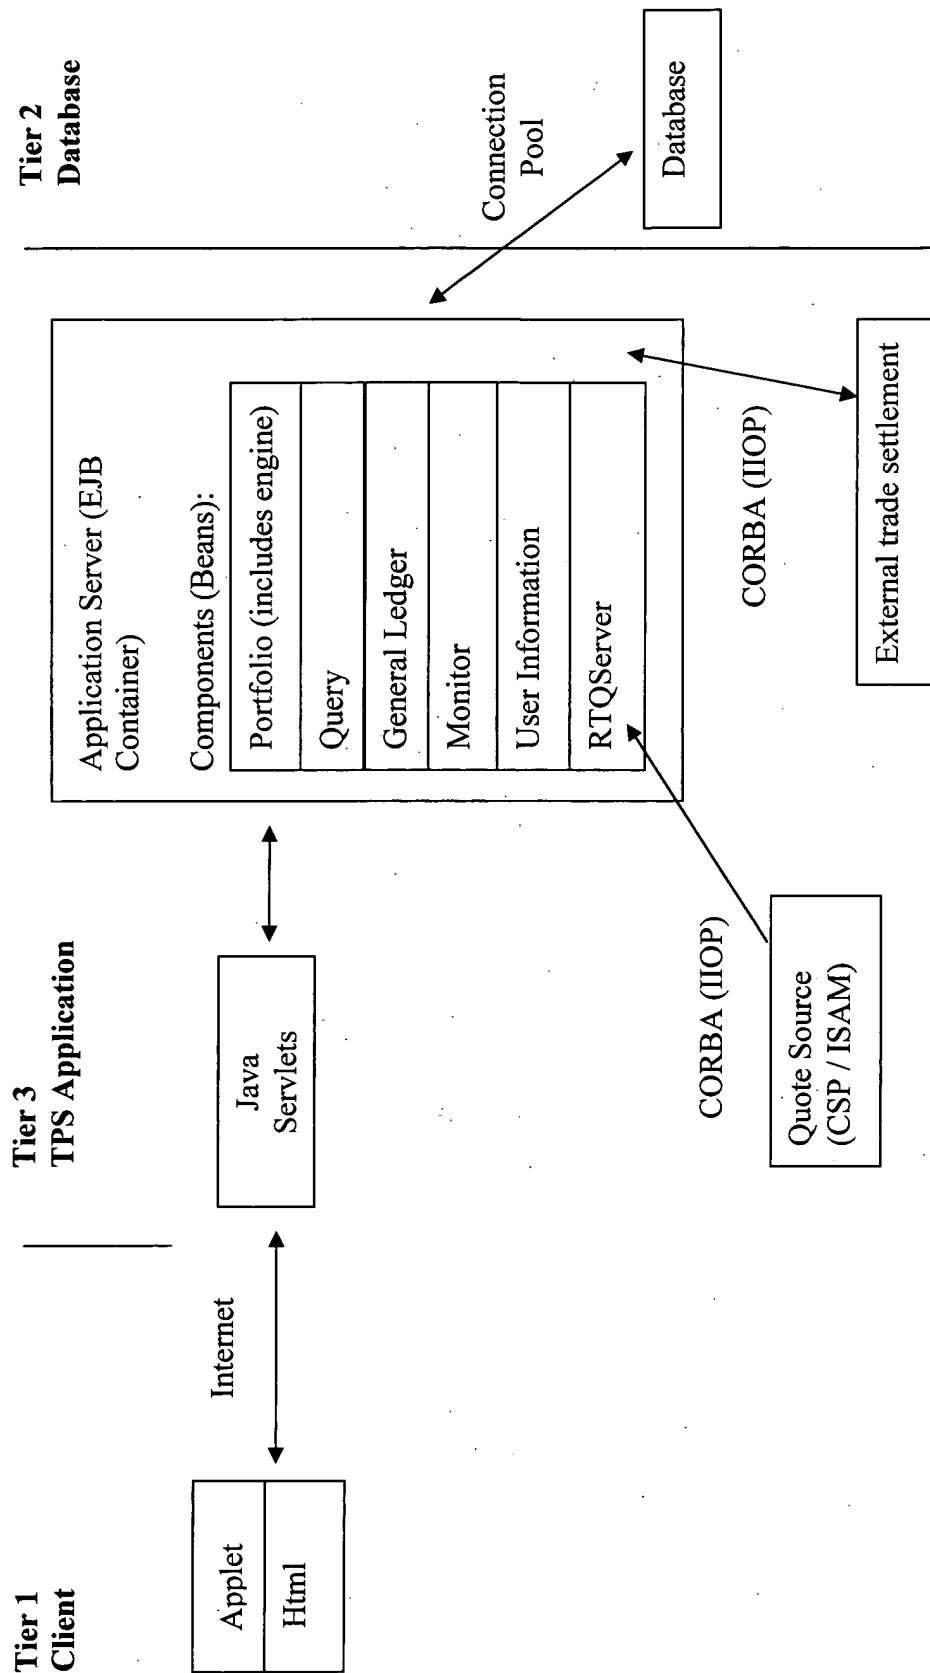 Tier 1
Client
Tier 3
TPS Application
Tier 2
Database
Applet
Html
Internet
Java
Servlets
Application Server (EJB
Container)
Components (Beans):
Portfolio (includes engine)
Query
General Ledger
Monitor
User Information
RTQServer
Connection
Pool
Database
CORBA (IIOP)
Quote Source
(CSP / ISAM)
CORBA (IIOP)
External trade settlement